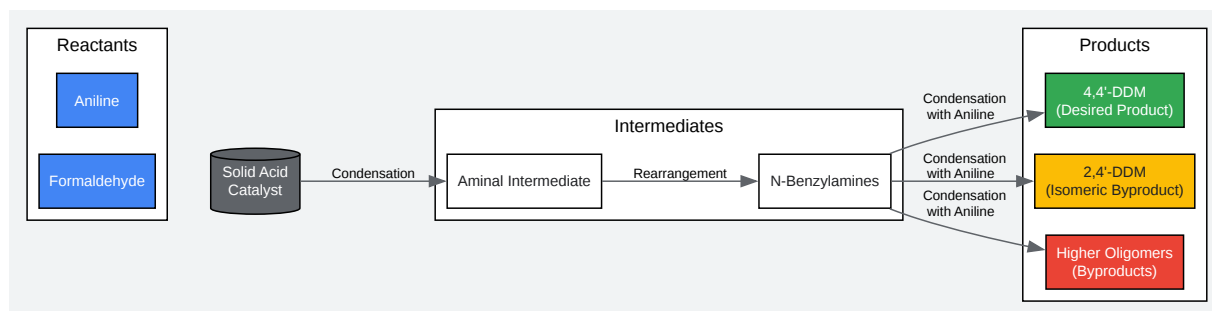 Reactants
Aniline
Formaldehyde
Solid Acid
Catalyst
Condensation
Intermediates
Aminal Intermediate
Rearrangement
N-Benzylamines
Condensation
with Aniline
Condensation
with Aniline
Condensation
with Aniline
Products
4,4'-DDM
(Desired Product)
2,4'-DDM
(Isomeric Byproduct)
Higher Oligomers
(Byproducts)